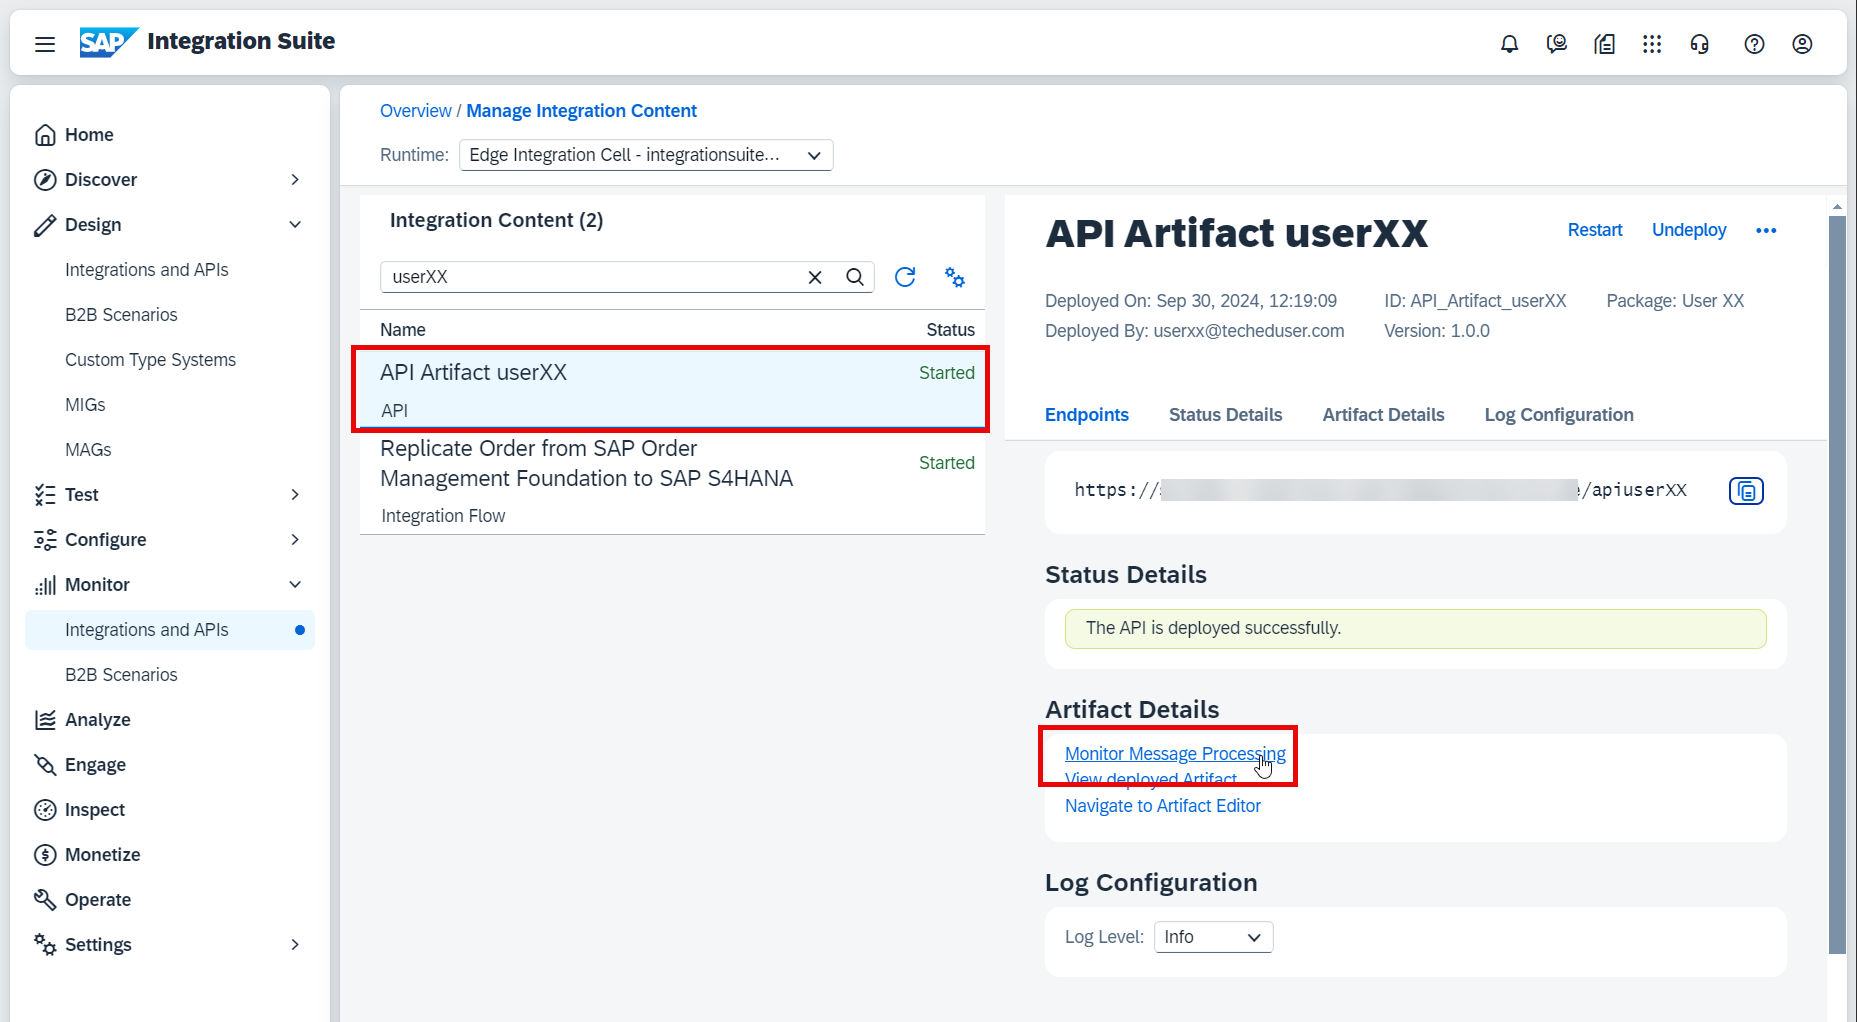 SAP Integration Suite
Home
Discover
Design
Integrations and APIs
B2B Scenarios
Custom Type Systems
MIGs
MAGs
Test
Configure
Monitor
Integrations and APIs
B2B Scenarios
Analyze
Engage
Inspect
Monetize
Operate
Settings
Overview / Manage Integration Content
Runtime: Edge Integration Cell - integrationsuite...
Integration Content (2)
userXX
Name Status
API Artifact userXX Started
API
Replicate Order from SAP Order
Management Foundation to SAP S4HANA Started
Integration Flow
API Artifact userXX Restart Undeploy
Deployed On: Sep 30, 2024, 12:19:09 ID: API_Artifact_userXX Package: User XX
Deployed By: userxx@techeduser.com Version: 1.0.0
Endpoints Status Details Artifact Details Log Configuration
https:// /apiuserXX
Status Details
The API is deployed successfully.
Artifact Details
Monitor Message Processing
View deployed Artifact
Navigate to Artifact Editor
Log Configuration
Log Level: Info